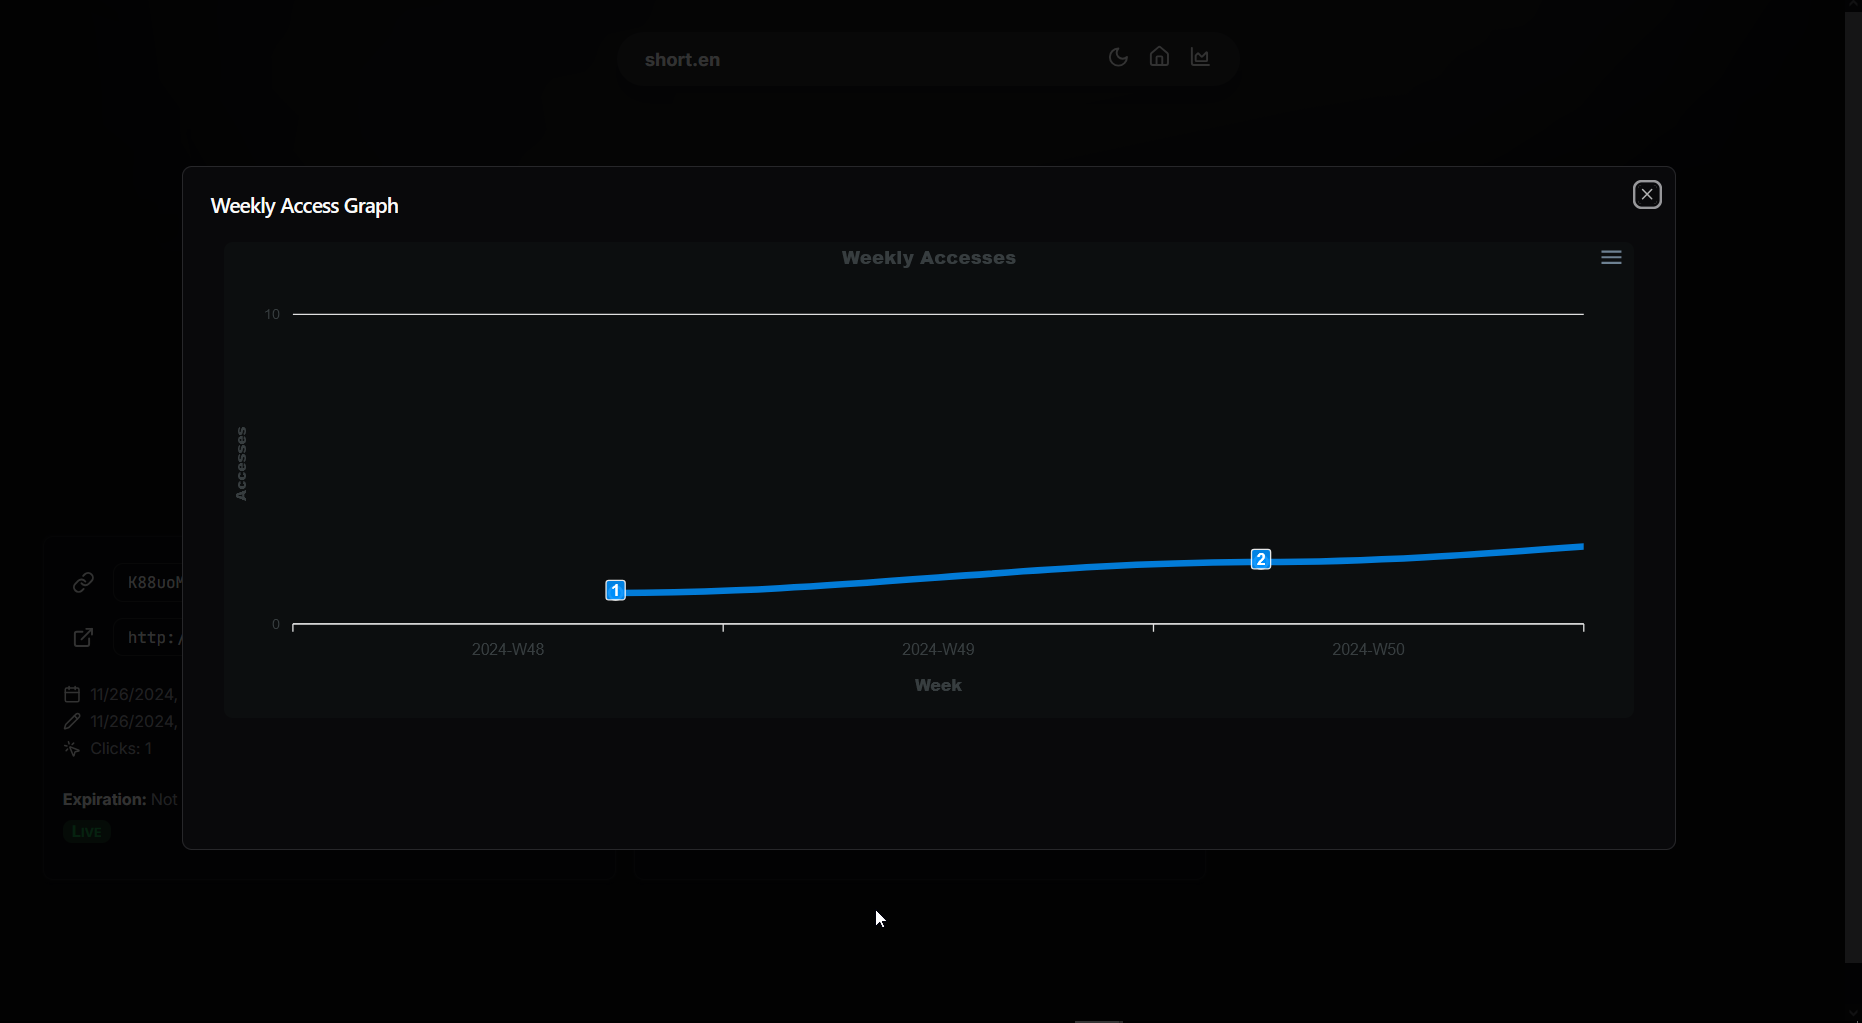 short.en
Weekly Access Graph
Weekly Accesses
10
Accesses
1
2
0
2024-W48
2024-W49
2024-W50
Week
K88uoM
http:/
11/26/2024,
11/26/2024,
Clicks: 1
Expiration: Not
LIVE